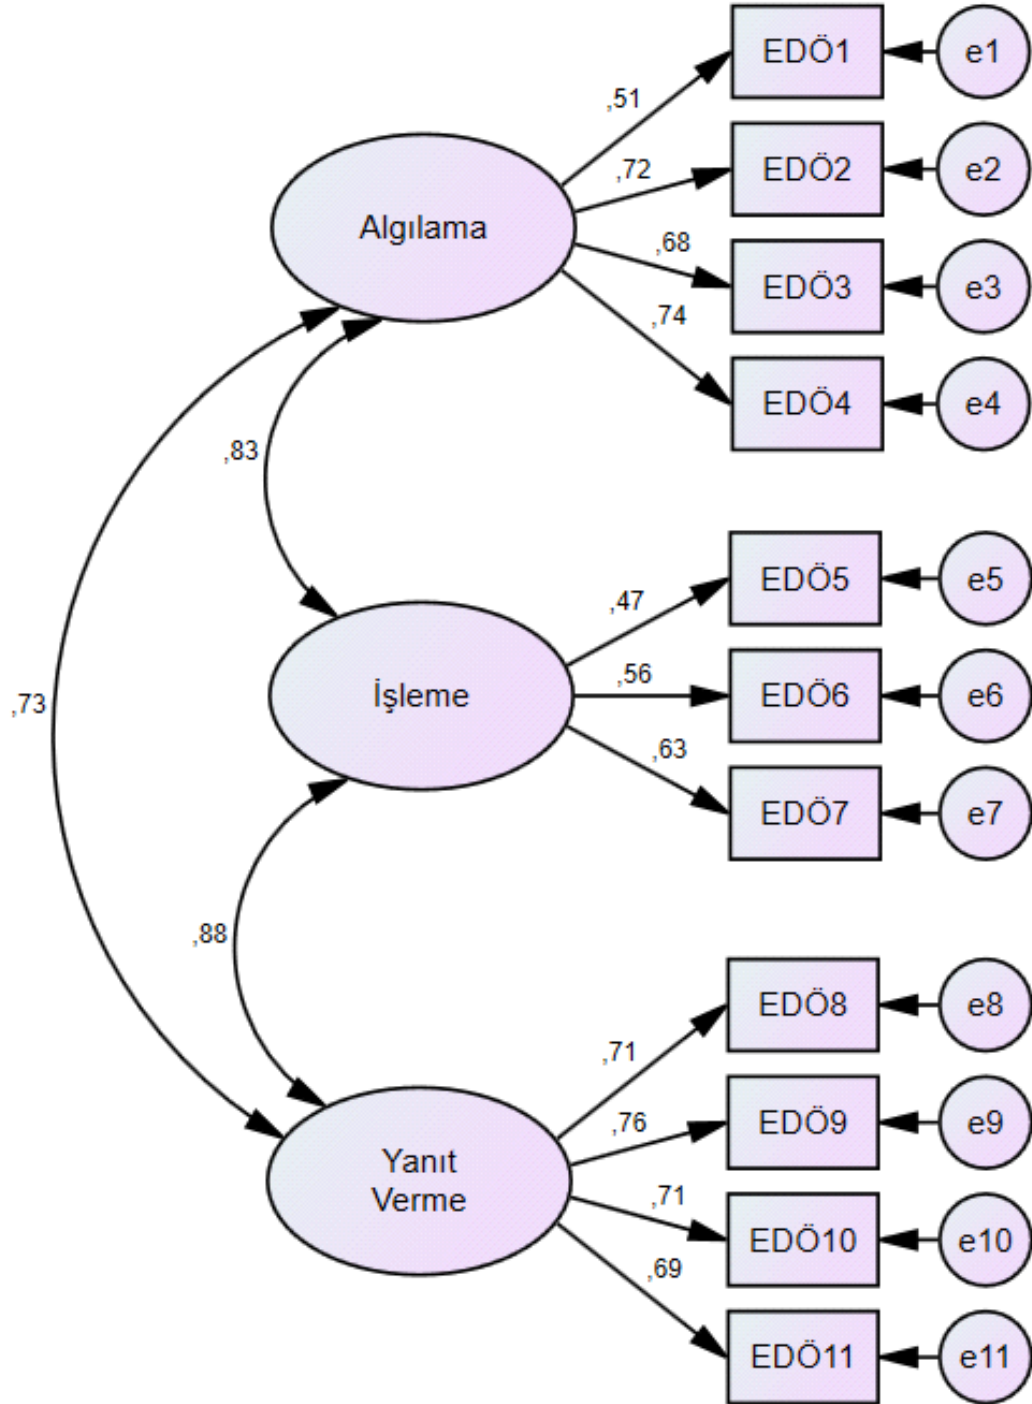 EDÖ1
e1
,51
EDÖ2
e2
,72
Algılama
,68
EDÖ3
e3
,74
EDÖ4
e4
,83
EDÖ5
e5
,47
,56
İşleme
EDÖ6
e6
,73
,63
EDÖ7
e7
,88
EDÖ8
e8
,71
,76
EDÖ9
e9
Yanıt
Verme
,71
EDÖ10
e10
,69
EDÖ11
e11